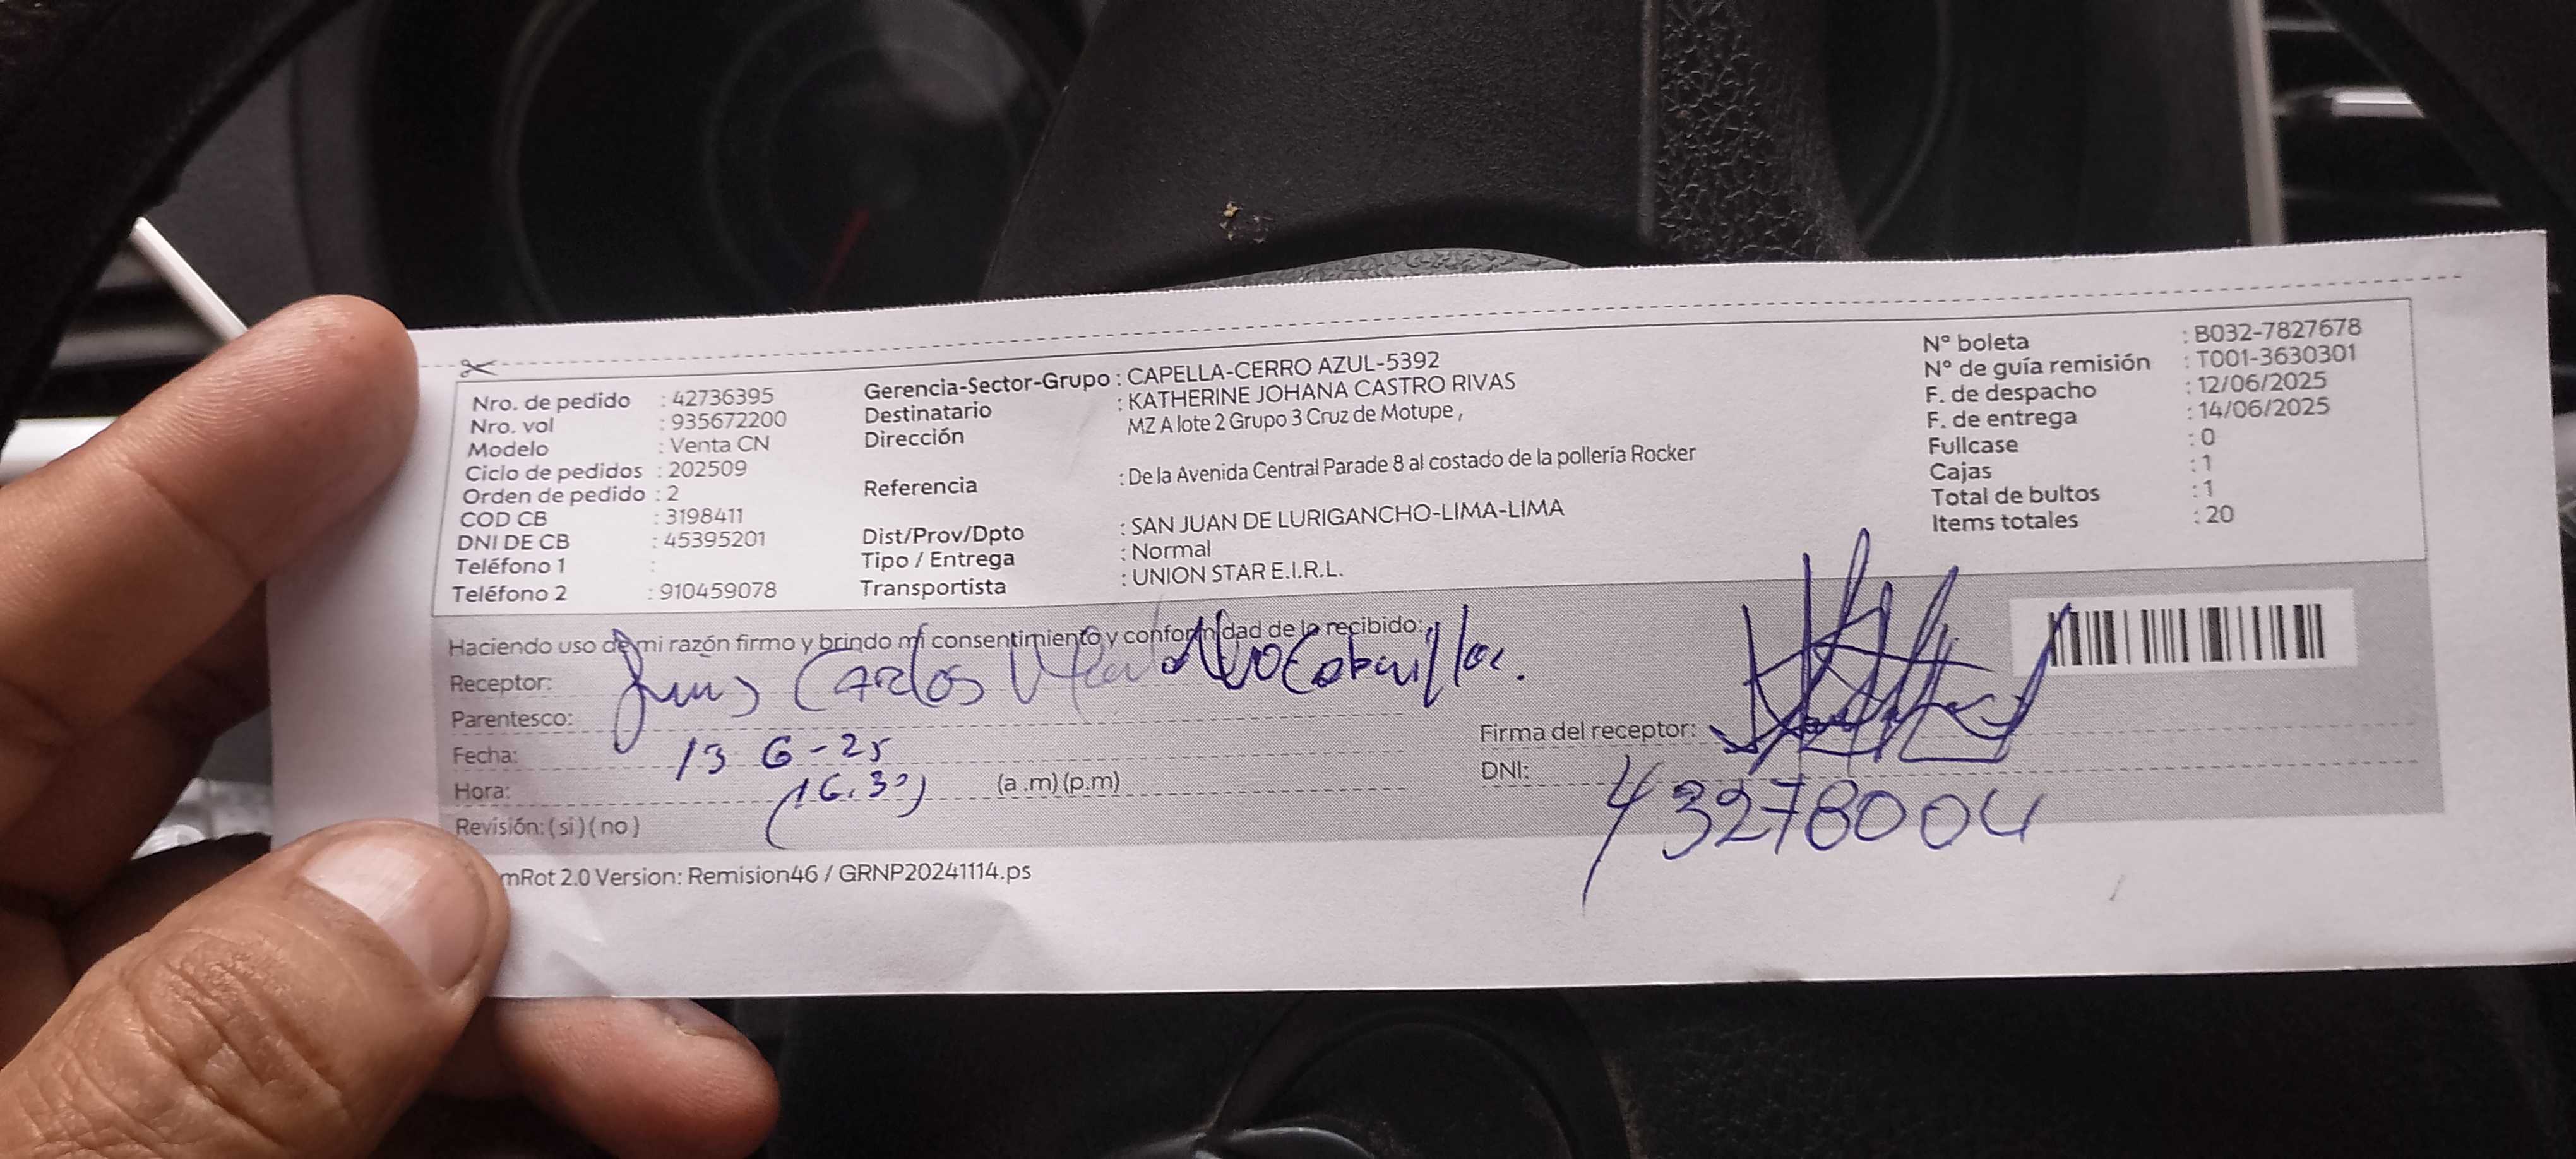 Nro. de pedido : 42736395
Nro. vol : 935672200
Modelo : Venta CN
Ciclo de pedidos : 202509
Orden de pedido : 2
COD CB : 3198411
DNI DE CB : 45395201
Teléfono 1 :
Teléfono 2 : 910459078
Gerencia-Sector-Grupo : CAPELLA-CERRO AZUL-5392
Destinatario : KATHERINE JOHANA CASTRO RIVAS
Dirección MZ A lote 2 Grupo 3 Cruz de Motupe ,
Referencia : De la Avenida Central Parade 8 al costado de la pollería Rocker
Dist/Prov/Dpto : SAN JUAN DE LURIGANCHO-LIMA-LIMA
Tipo / Entrega : Normal
Transportista : UNION STAR E.I.R.L.
N° boleta : B032-7827678
N° de guía remisión : T001-3630301
F. de despacho : 12/06/2025
F. de entrega : 14/06/2025
Fullcase : 0
Cajas : 1
Total de bultos : 1
Items totales : 20
Haciendo uso de mi razón firmo y brindo mi consentimiento y conformidad de lo recibido:
Receptor: Carlos
Parentesco:
Fecha: 13 6-25
Hora: (16.30) (a .m) (p.m)
Revisión: ( si ) ( no )
Firma del receptor:
DNI: 43278004
mRot 2.0 Version: Remision46 / GRNP20241114.ps